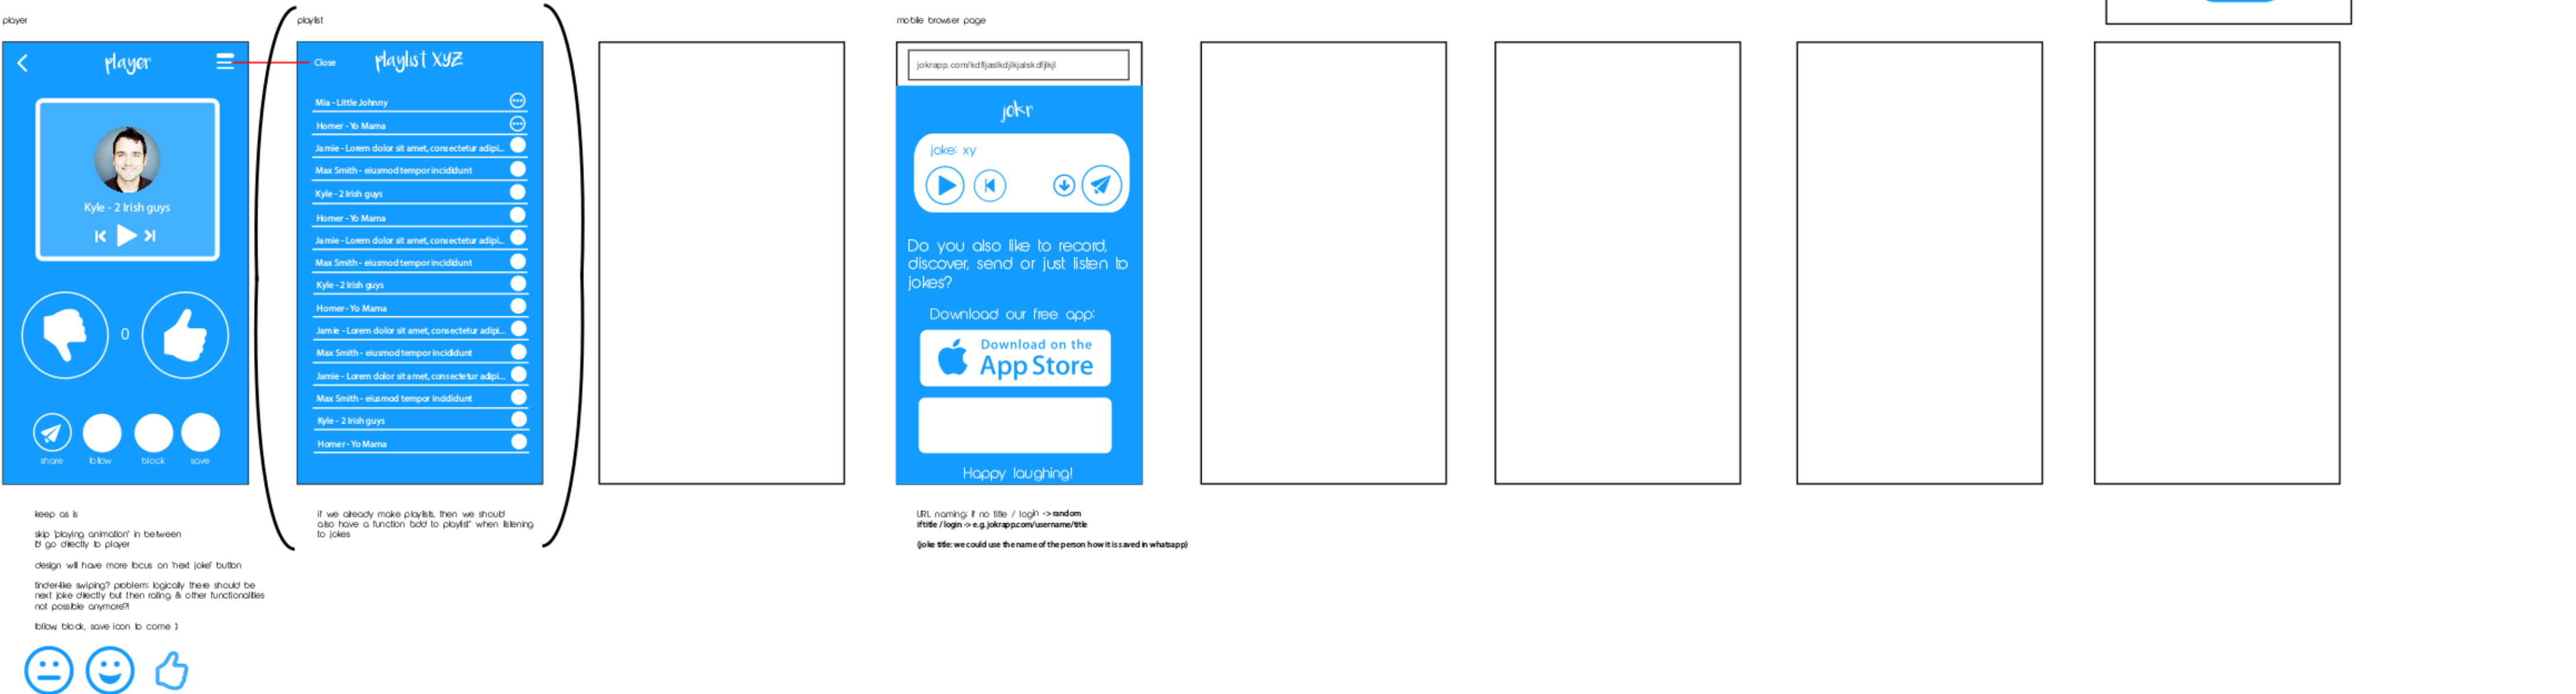 player
playlist
mobile browser page
player
Kyle - 2 Irish guys
0
share
follow
block
save
Close
playlist XYZ
Mia - Little Johnny
Homer - Yo Mama
Jamie - Lorem dolor sit amet, consectetur adipi...
Max Smith - eiusmod tempor incididunt
Kyle - 2 Irish guys
Homer - Yo Mama
Jamie - Lorem dolor sit amet, consectetur adipi...
Max Smith - eiusmod tempor incididunt
Kyle - 2 Irish guys
Homer - Yo Mama
Jamie - Lorem dolor sit amet, consectetur adipi...
Max Smith - eiusmod tempor incididunt
Jamie - Lorem dolor sit amet, consectetur adipi...
Max Smith - eiusmod tempor incididunt
Kyle - 2 Irish guys
Homer - Yo Mama
jokr
joke: xy
Do you also like to record,
discover, send or just listen to
jokes?
Download our free app:
Download on the
App Store
Happy laughing!
keep as is
skip "playing animation" in between
I'd go directly to player
design will have more focus on "next joke" button
tinder-like swiping? problem: logically there should be
next joke directly but then rating & other functionalities
not possible anymore?!
follow, block, save icon to come :)
if we already make playlists, then we should
also have a function "add to playlist" when listening
to jokes
URL naming: if no title / login -> random
if title / login -> e.g. jokrapp.com/username/title
(joke title: we could use the name of the person how it is saved in whatsapp)